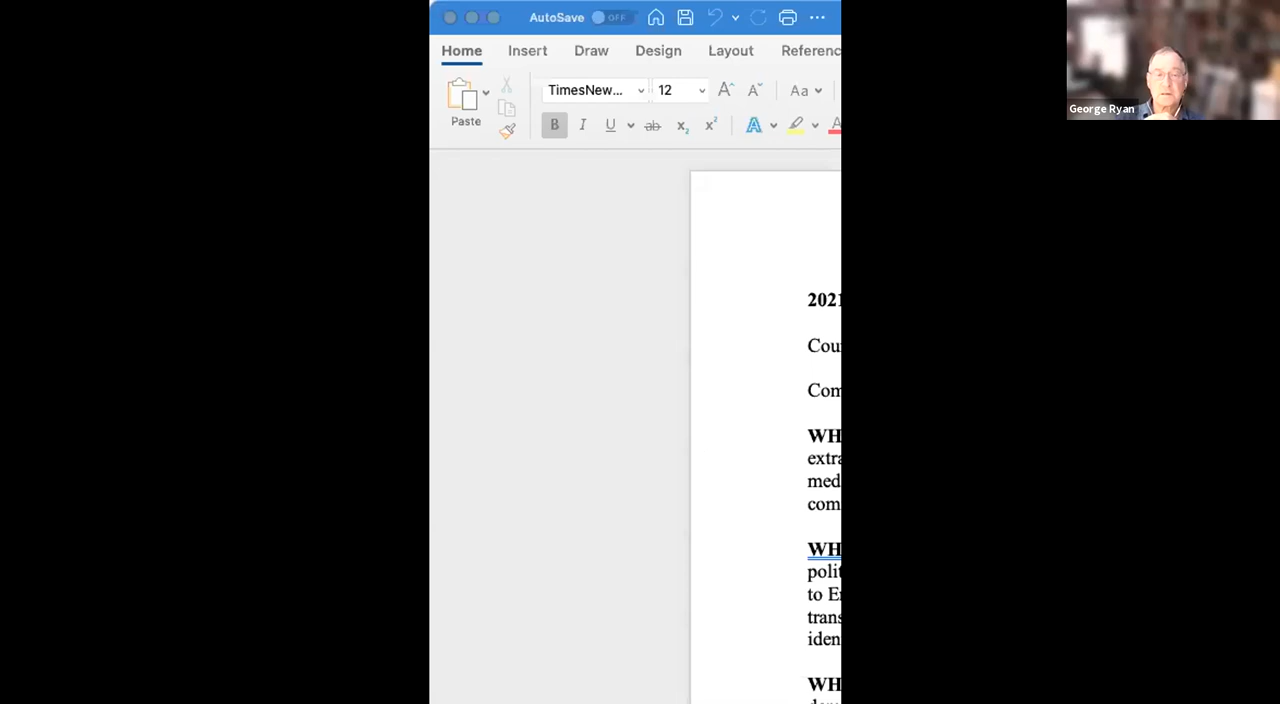 AutoSave OFF
Home Insert Draw Design Layout Referenc
Paste
TimesNew... 12 A A Aa
B I U ab x2 x2 A A
George Ryan
2021
Cou
Com
WH
extra
med
com
WH
polit
to E
trans
iden
WH